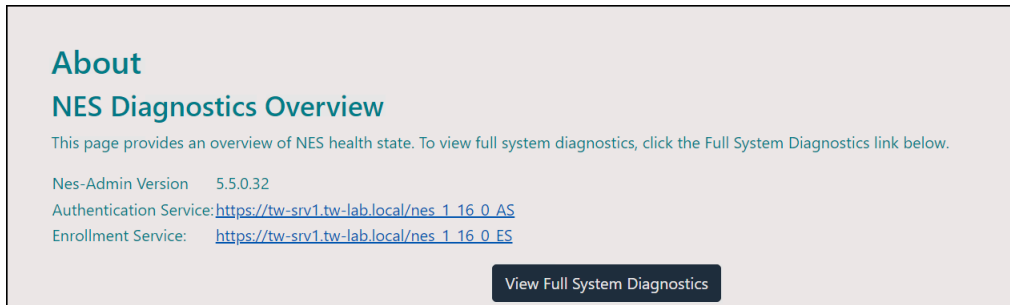 About
NES Diagnostics Overview
This page provides an overview of NES health state. To view full system diagnostics, click the Full System Diagnostics link below.
Nes-Admin Version 5.5.0.32
Authentication Service: https://tw-srv1.tw-lab.local/nes_1_16_0_AS
Enrollment Service: https://tw-srv1.tw-lab.local/nes_1_16_0_ES
View Full System Diagnostics